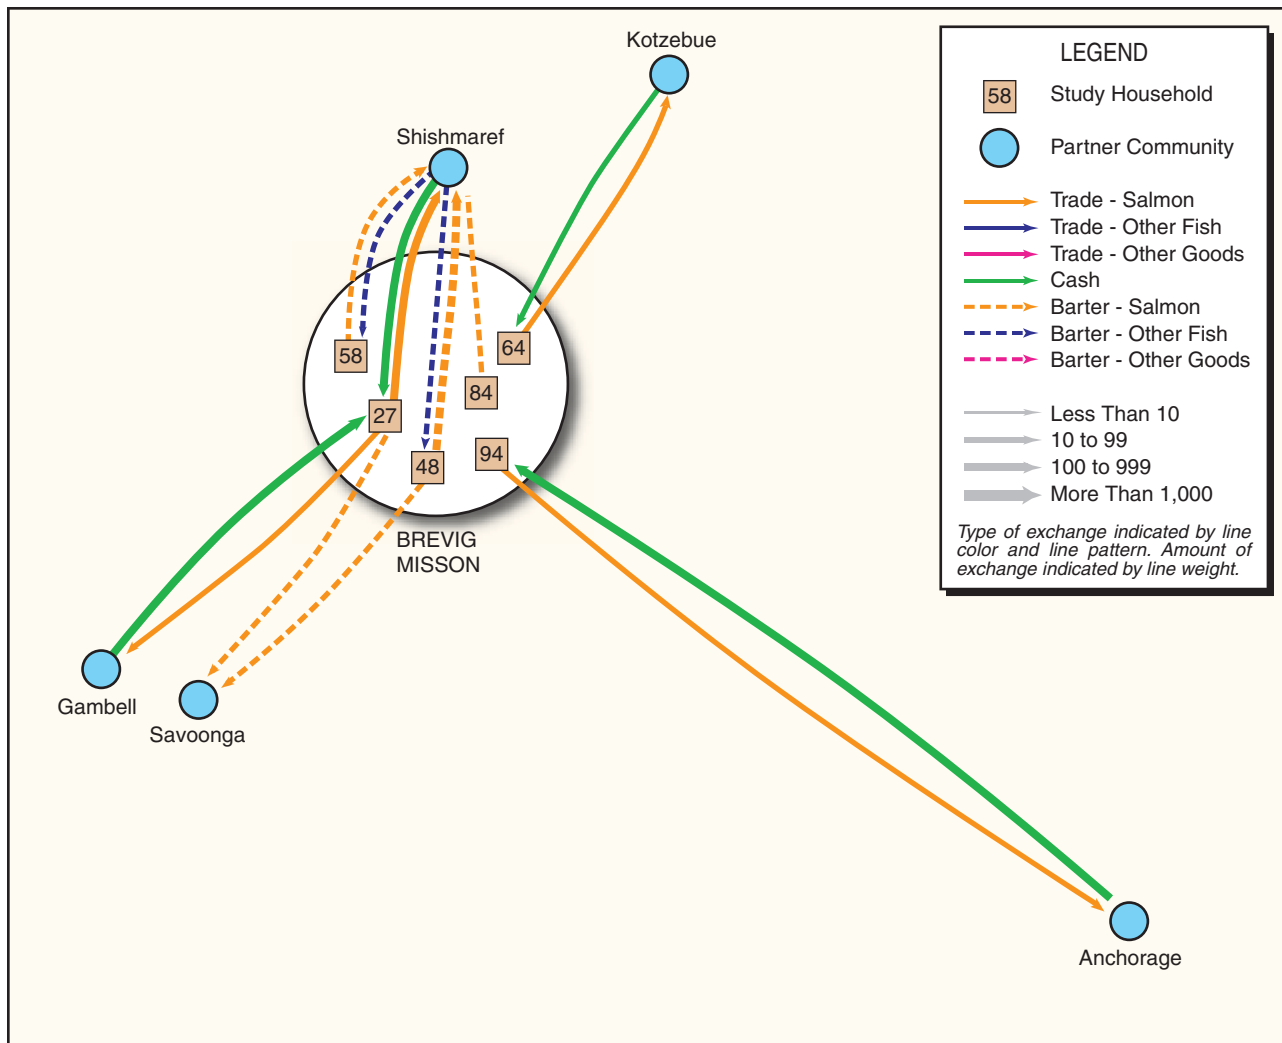 Kotzebue
Shishmaref
58
64
84
27
48
94
BREVIG
MISSON
Gambell
Savoonga
Anchorage
LEGEND
58 Study Household
Partner Community
Trade - Salmon
Trade - Other Fish
Trade - Other Goods
Cash
Barter - Salmon
Barter - Other Fish
Barter - Other Goods
Less Than 10
10 to 99
100 to 999
More Than 1,000
Type of exchange indicated by line
color and line pattern. Amount of
exchange indicated by line weight.